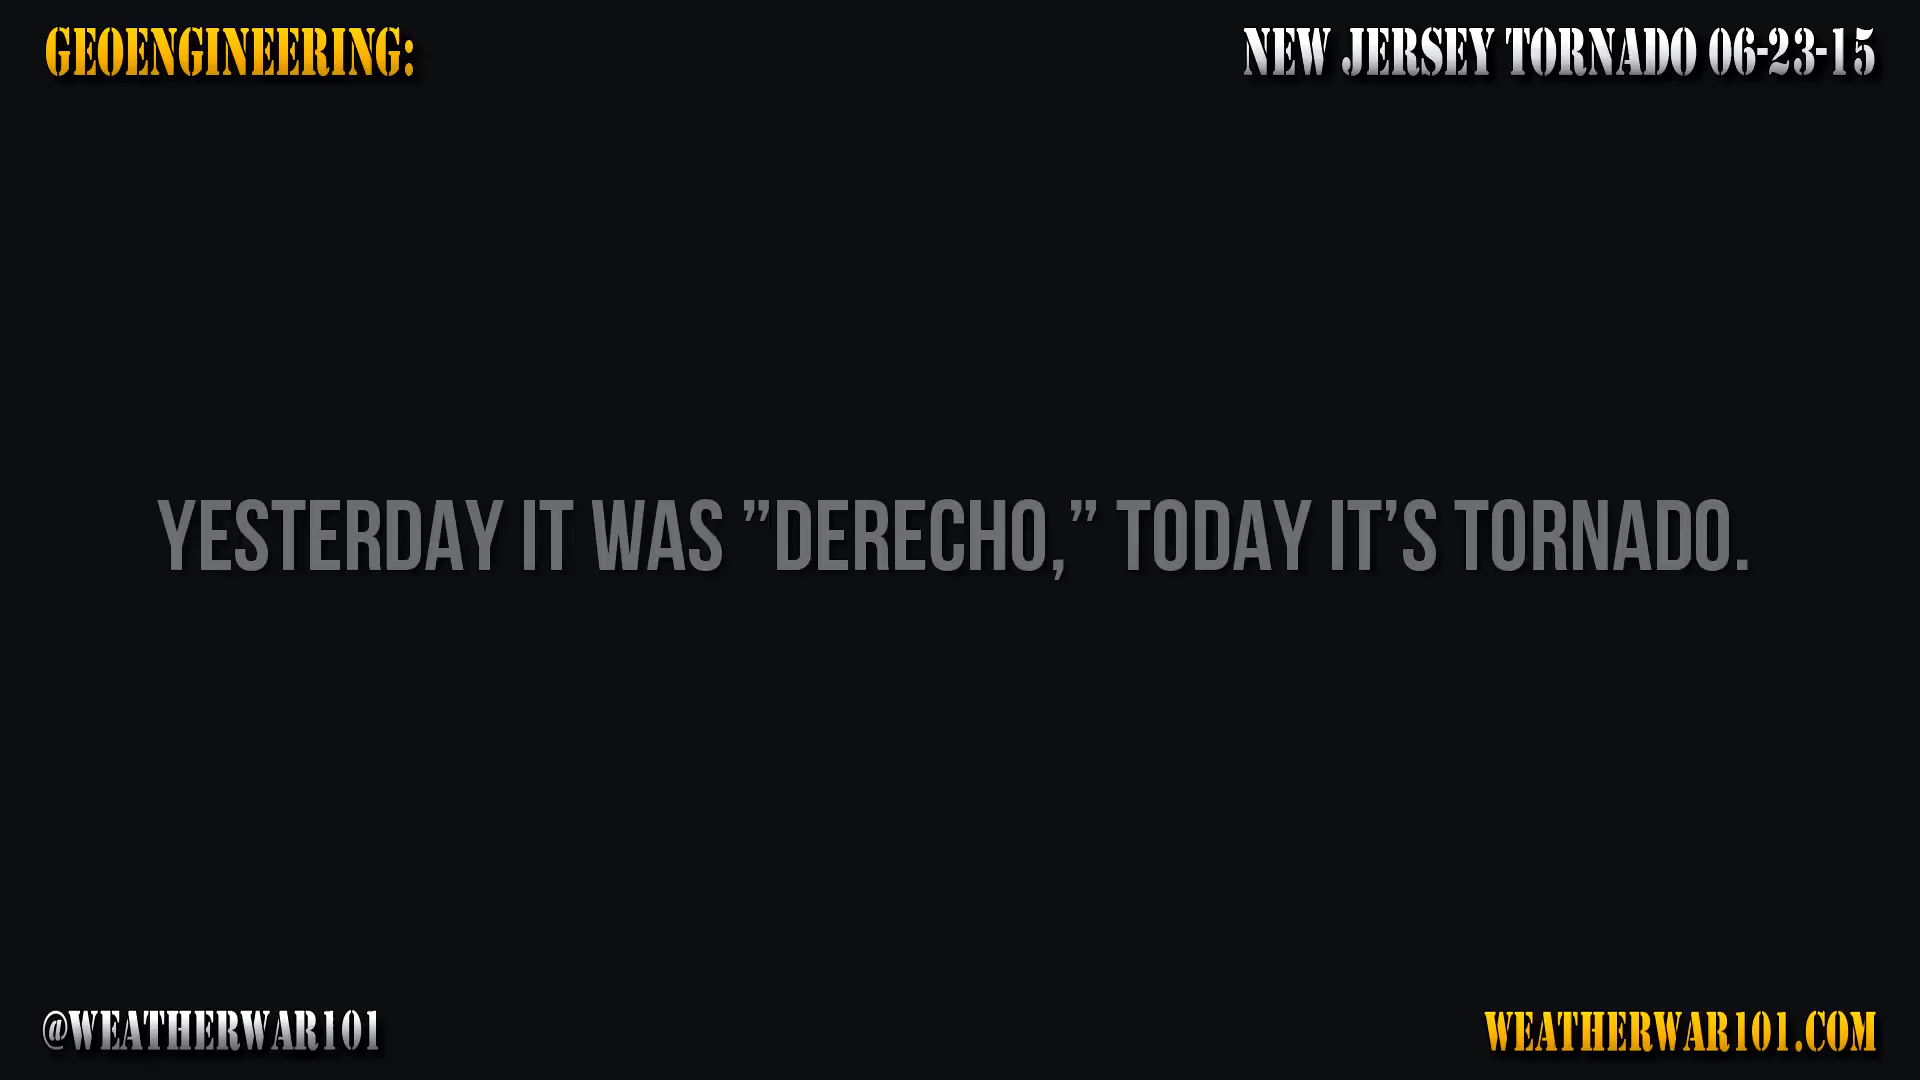 GEOENGINEERING:
NEW JERSEY TORNADO 06-23-15
YESTERDAY IT WAS ”DERECHO,” TODAY IT’S TORNADO.
@WEATHERWAR101
WEATHERWAR101.COM